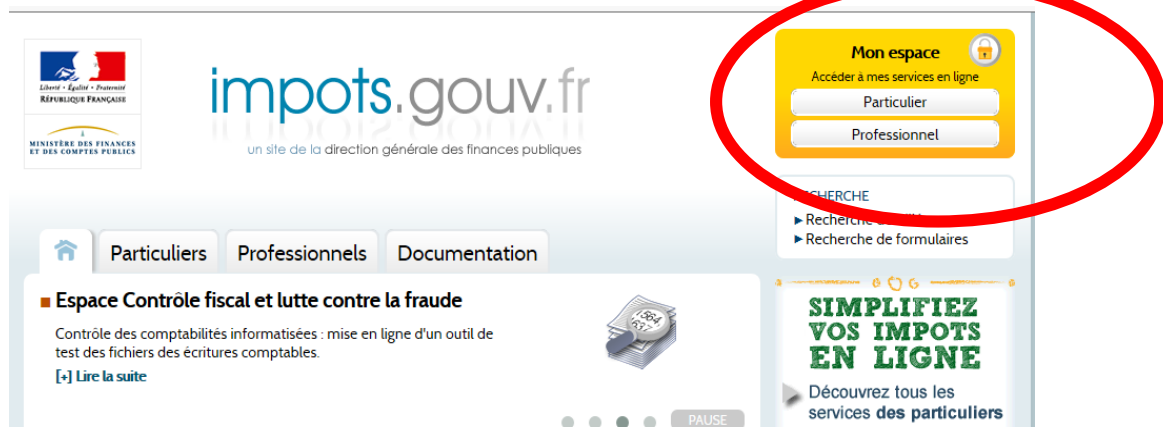 Liberté • Égalité • Fraternité
RÉPUBLIQUE FRANÇAISE
MINISTÈRE DES FINANCES
ET DES COMPTES PUBLICS
impots.gouv.fr
un site de la direction générale des finances publiques
Mon espace
Accéder à mes services en ligne
Particulier
Professionnel
RECHERCHE
►Recherche
►Recherche de formulaires
Particuliers
Professionnels
Documentation
Espace Contrôle fiscal et lutte contre la fraude
Contrôle des comptabilités informatisées : mise en ligne d'un outil de
test des fichiers des écritures comptables.
[+] Lire la suite
1564,
637
PAUSE
SIMPLIFIEZ
VOS IMPOTS
EN LIGNE
Découvrez tous les
services des particuliers